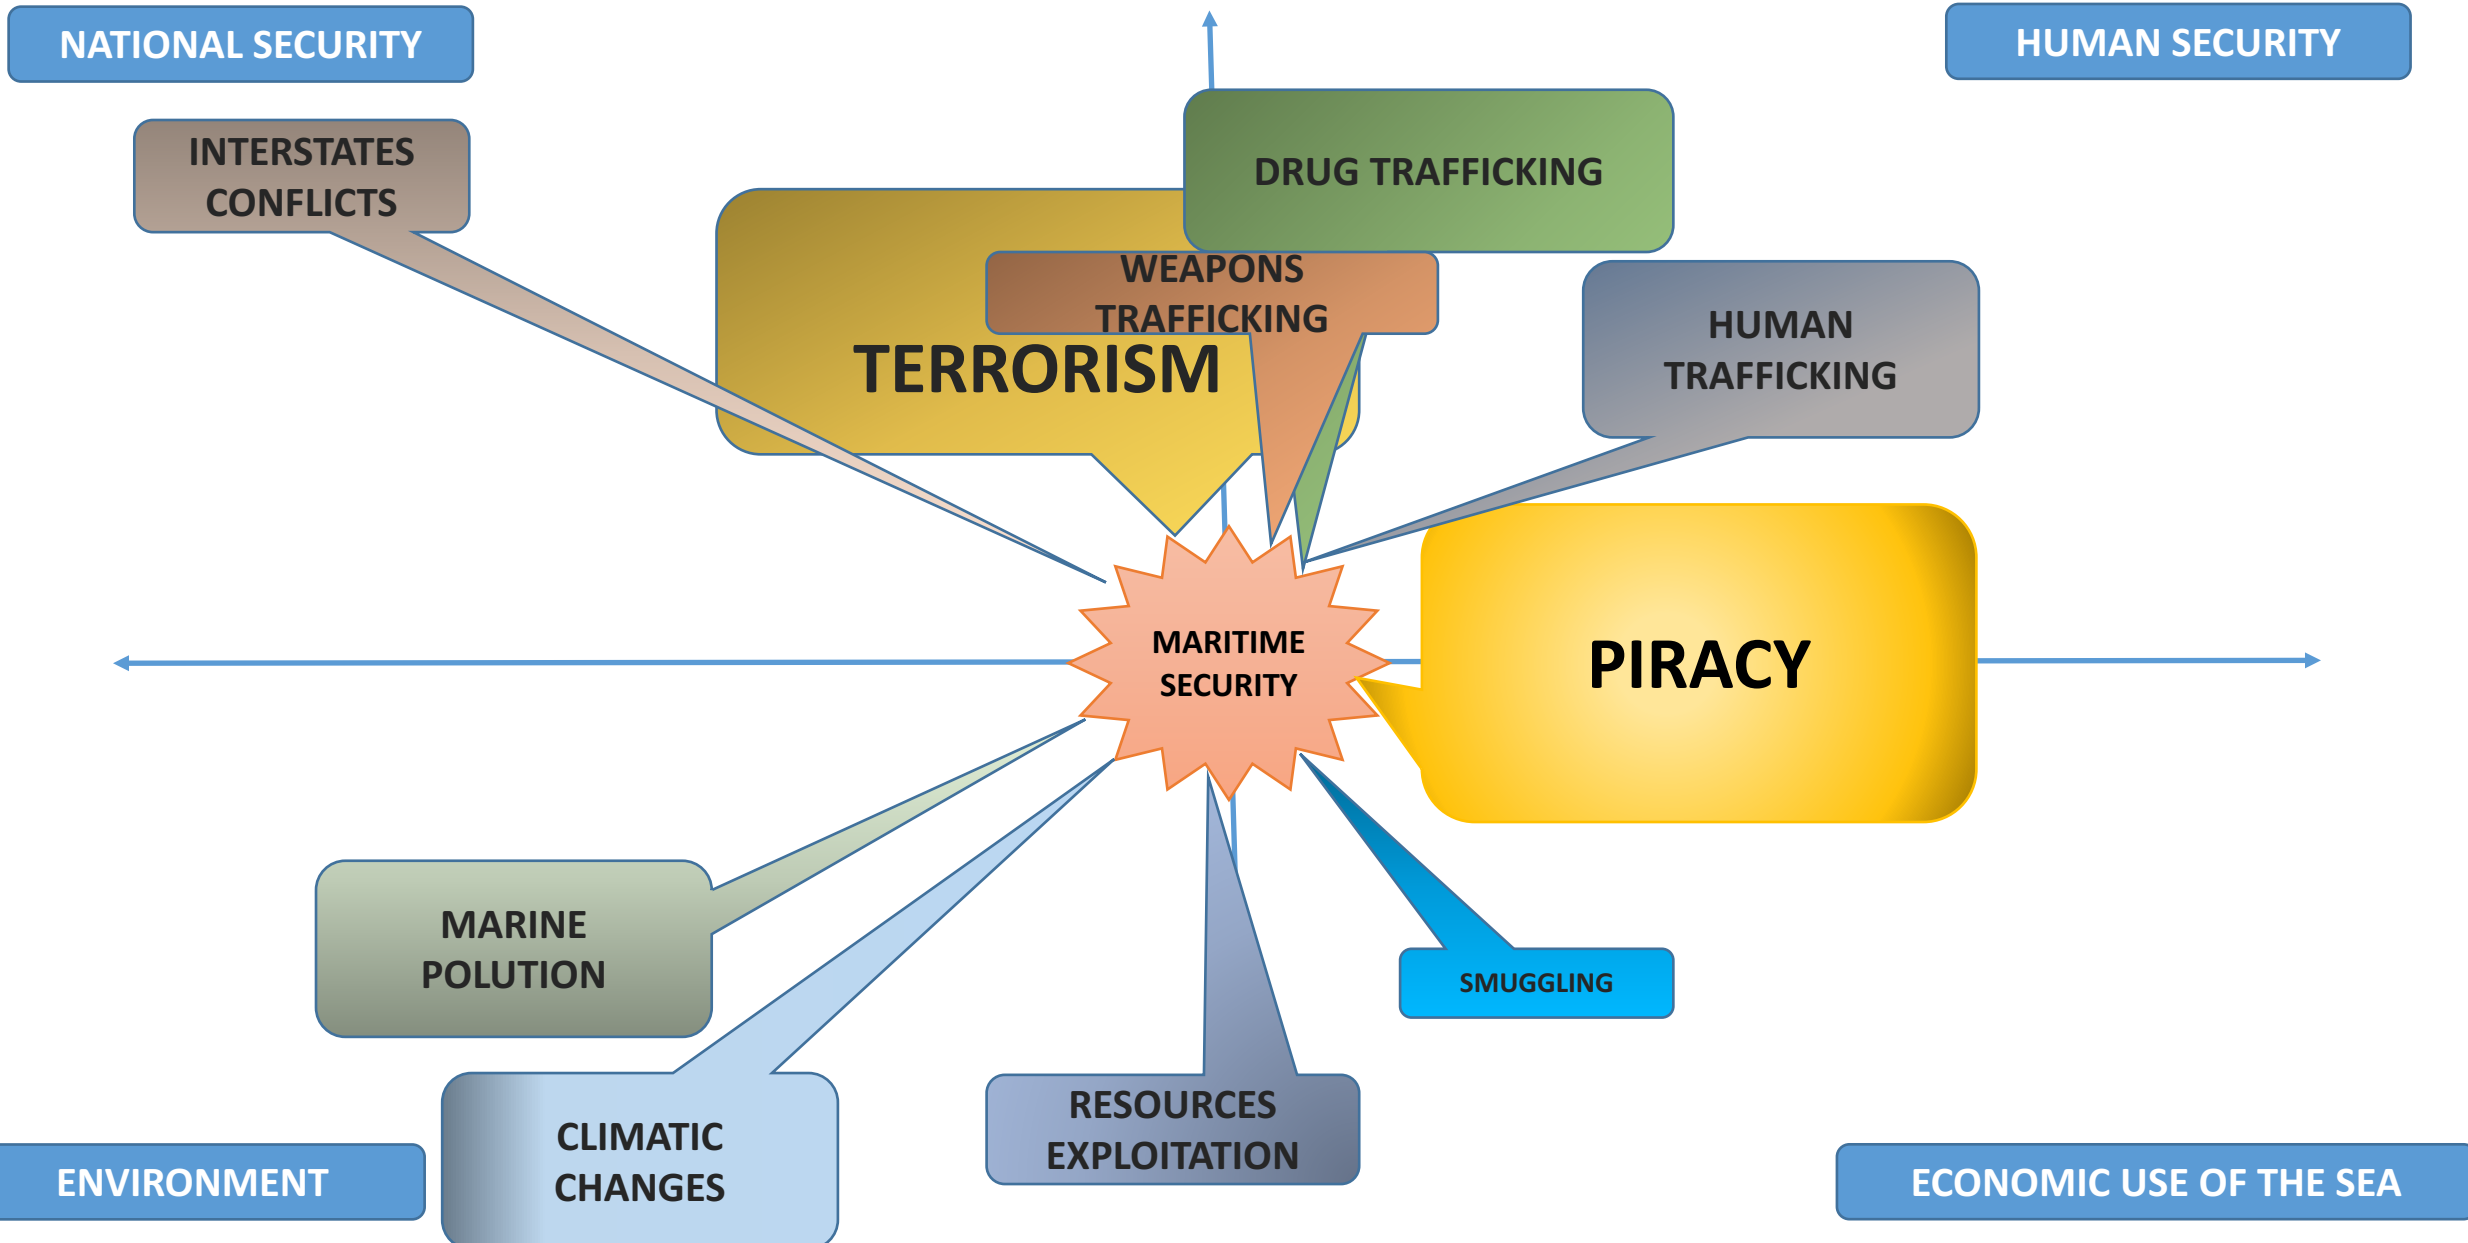 NATIONAL SECURITY
HUMAN SECURITY
INTERSTATES
CONFLICTS
DRUG TRAFFICKING
WEAPONS
TRAFFICKING
TERRORISM
HUMAN
TRAFFICKING
MARITIME
SECURITY
PIRACY
MARINE
POLUTION
SMUGGLING
CLIMATIC
CHANGES
RESOURCES
EXPLOITATION
ENVIRONMENT
ECONOMIC USE OF THE SEA